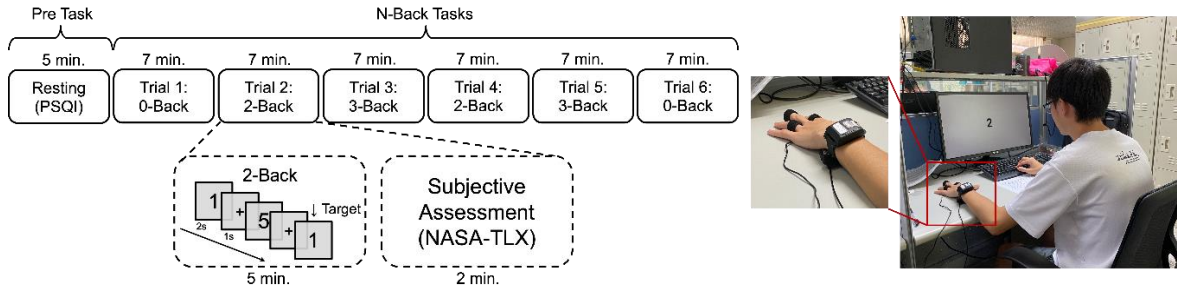 Pre Task
N-Back Tasks
5 min.
7 min.
7 min.
7 min.
7 min.
7 min.
7 min.
Resting
(PSQI)
Trial 1:
0-Back
Trial 2:
2-Back
Trial 3:
3-Back
Trial 4:
2-Back
Trial 5:
3-Back
Trial 6:
0-Back
2-Back
1
+
5
+
1
↓ Target
2s
1s
5 min.
Subjective
Assessment
(NASA-TLX)
2 min.
2